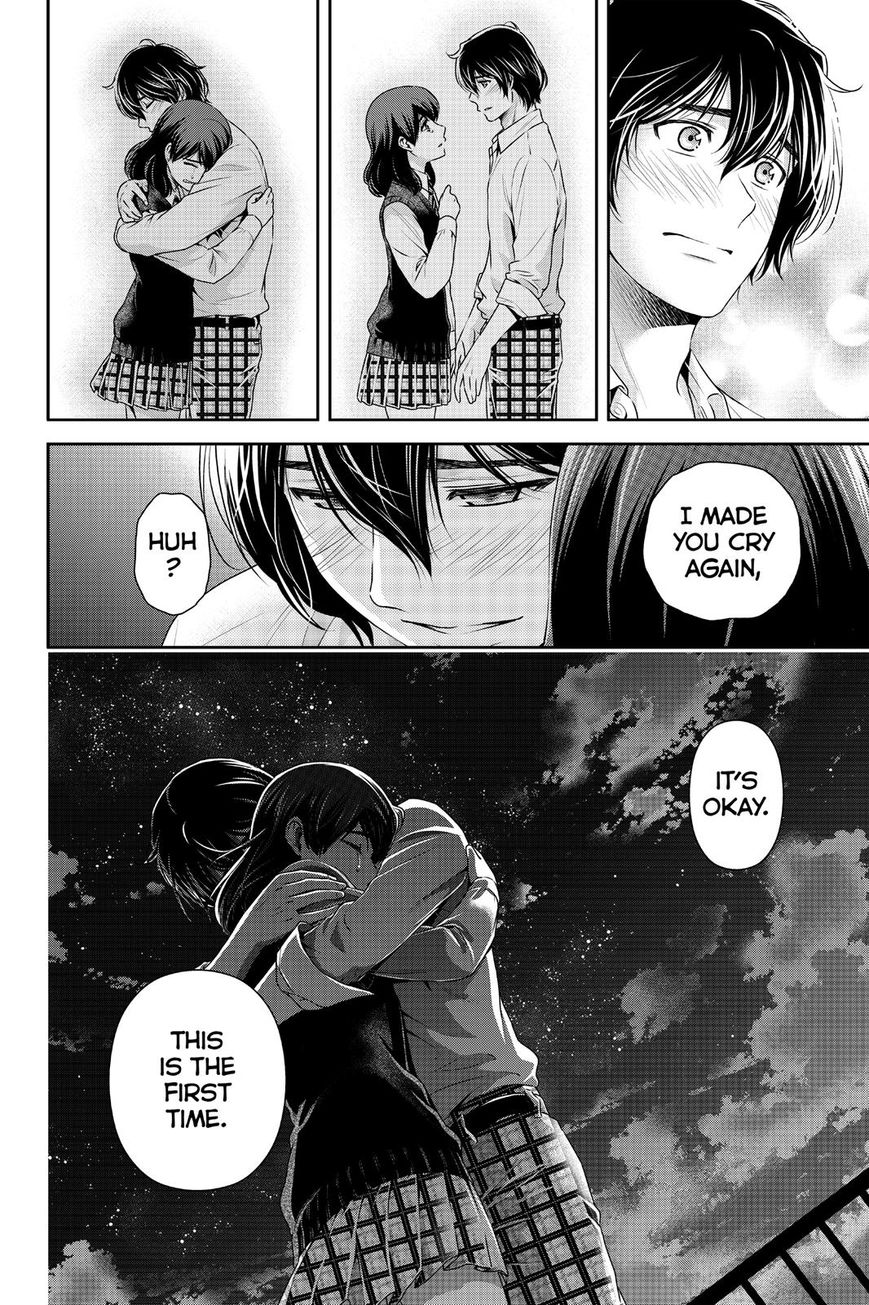 I MADE
YOU CRY
AGAIN,
HUH
?
IT'S
OKAY.
THIS
IS THE
FIRST
TIME.